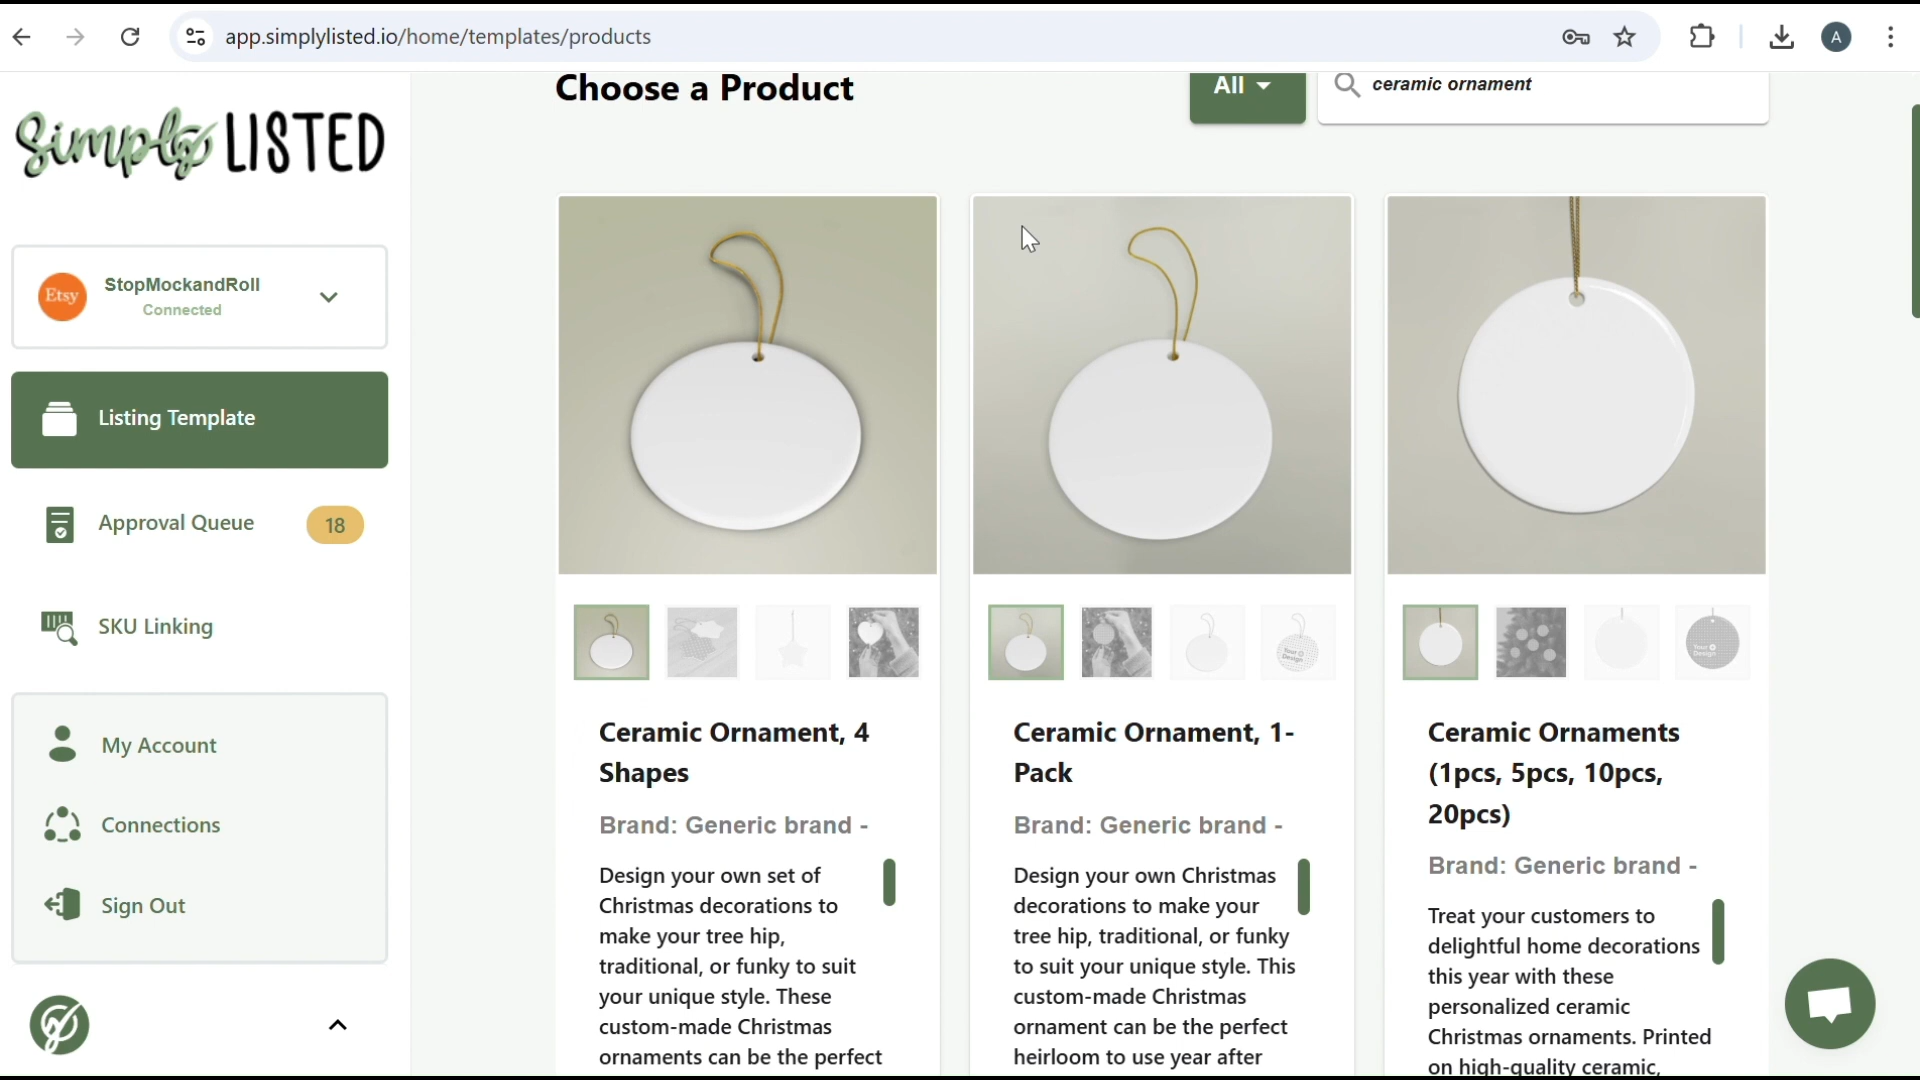 app.simplylisted.io/home/templates/products
A
Simply LISTED
Etsy
StopMockandRoll
Connected
Listing Template
Approval Queue
18
SKU Linking
My Account
Connections
Sign Out
Choose a Product
All
ceramic ornament
Your
Design
Your
Design
Ceramic Ornament, 4
Shapes
Brand: Generic brand -
Design your own set of
Christmas decorations to
make your tree hip,
traditional, or funky to suit
your unique style. These
custom-made Christmas
ornaments can be the perfect
Ceramic Ornament, 1-
Pack
Brand: Generic brand -
Design your own Christmas
decorations to make your
tree hip, traditional, or funky
to suit your unique style. This
custom-made Christmas
ornament can be the perfect
heirloom to use year after
Ceramic Ornaments
(1pcs, 5pcs, 10pcs,
20pcs)
Brand: Generic brand -
Treat your customers to
delightful home decorations
this year with these
personalized ceramic
Christmas ornaments. Printed
on high-quality ceramic,